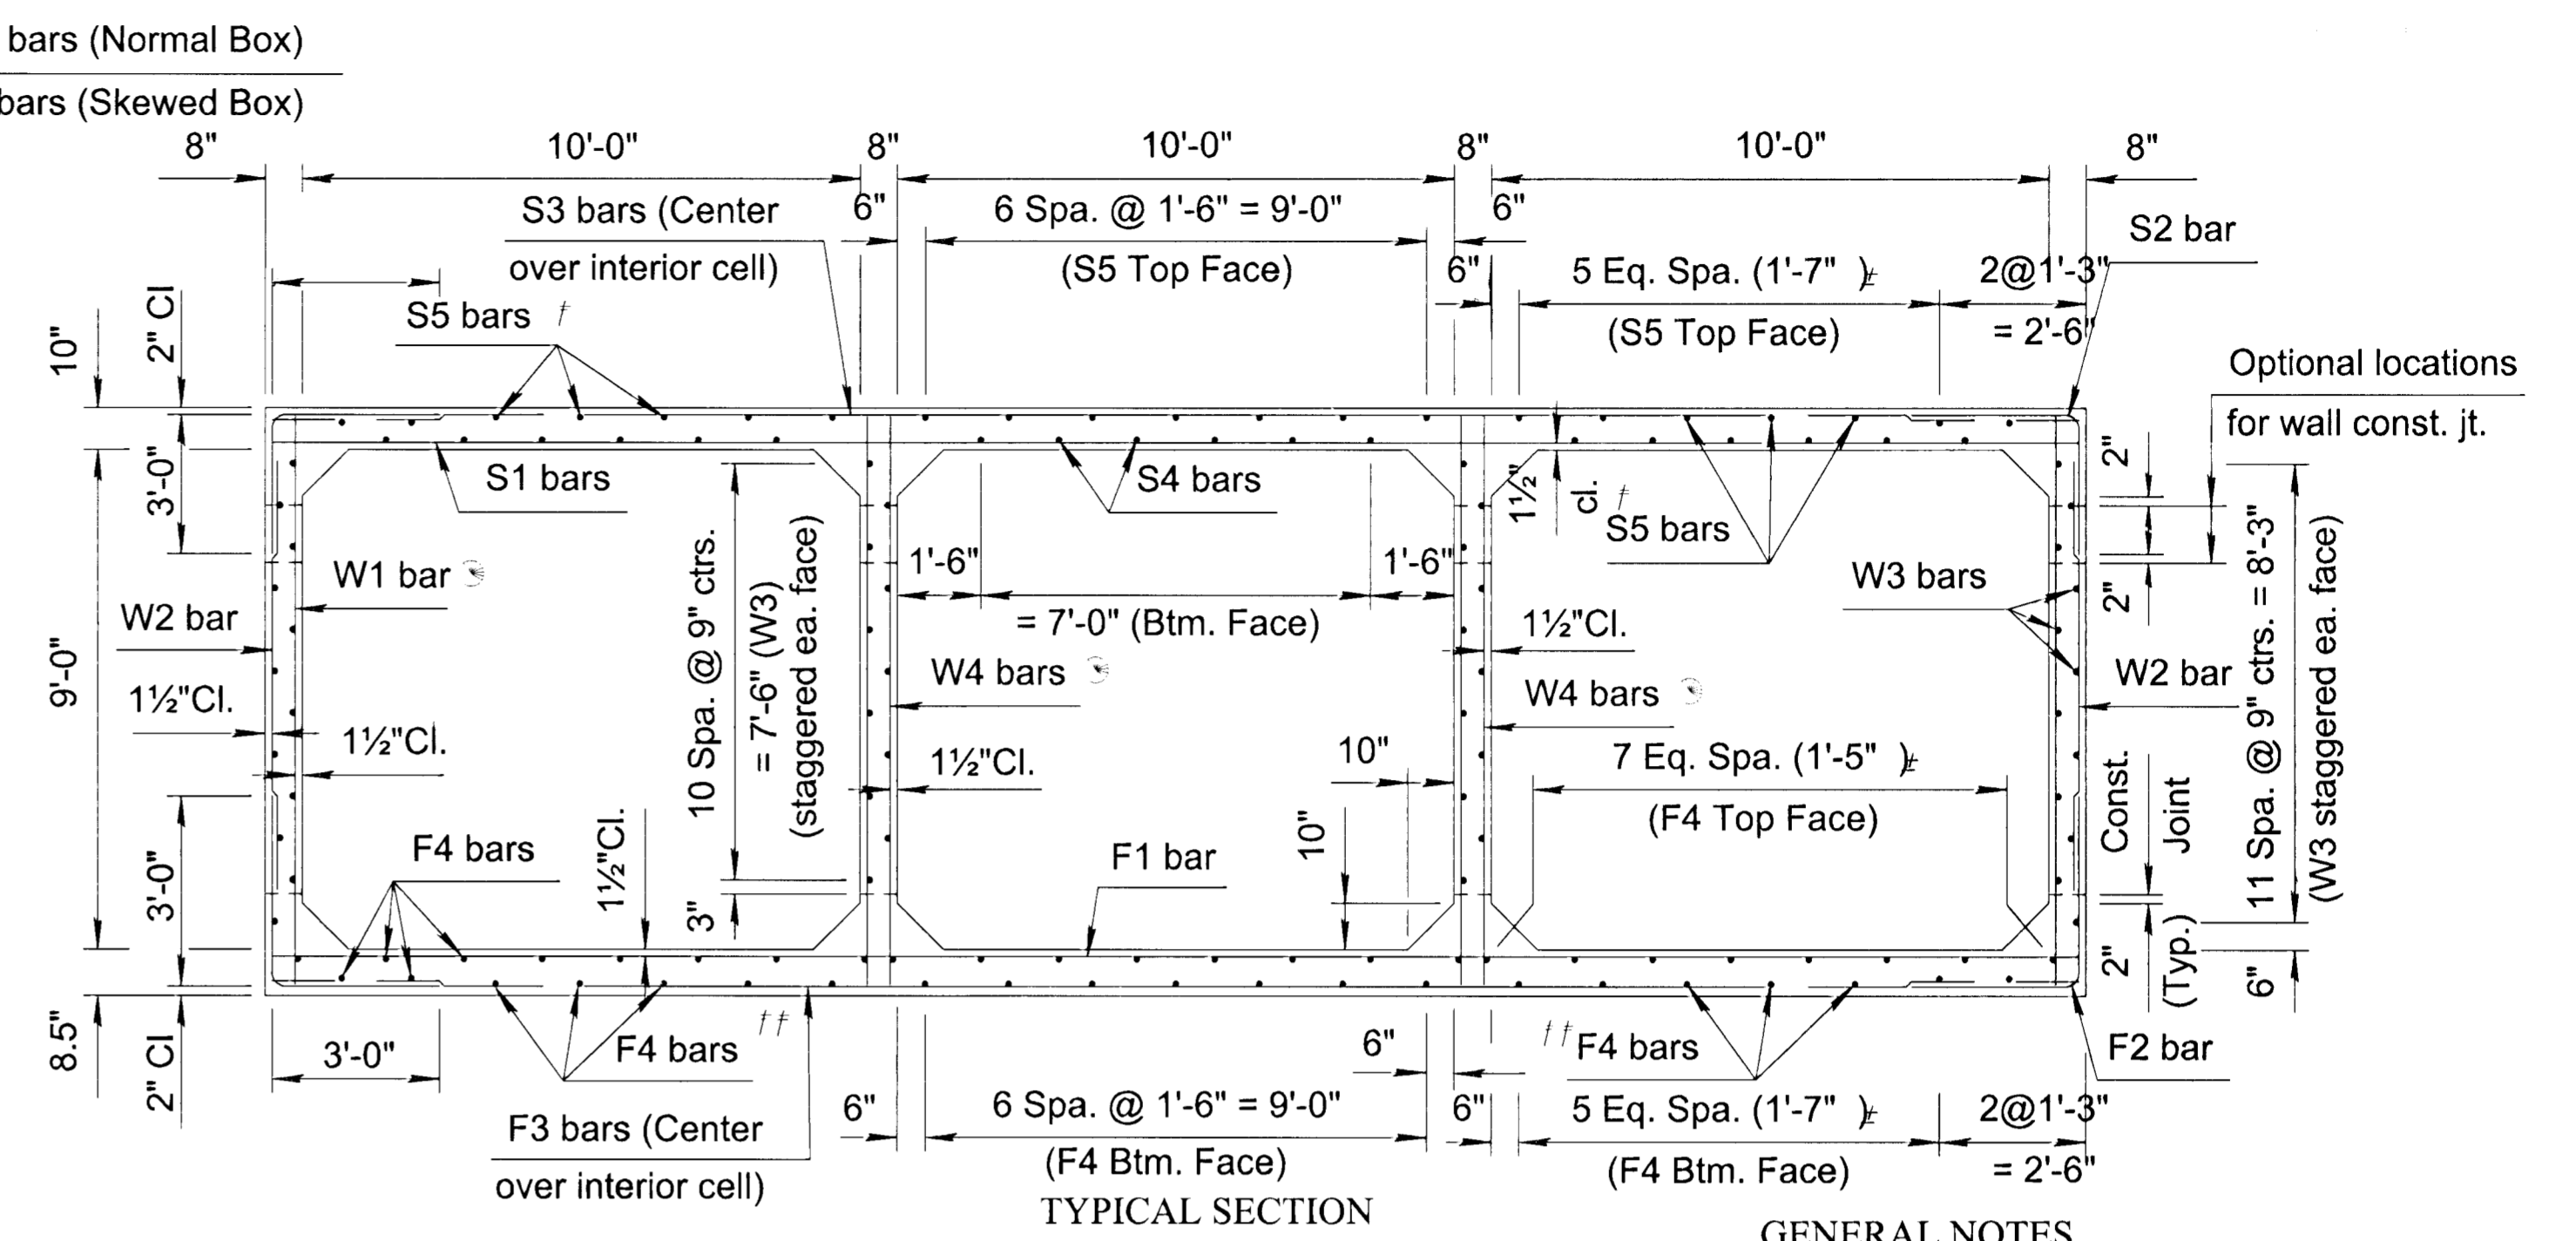 bars (Normal Box)
bars (Skewed Box)
8" 10'-0" 8" 10'-0" 8" 10'-0" 8"
S3 bars (Center
over interior cell)
6" 6 Spa. @ 1'-6" = 9'-0" 6"
(S5 Top Face)
S2 bar
6" 5 Eq. Spa. (1'-7" ±)
(S5 Top Face)
2@1'-3"
= 2'-6"
S5 bars †
10"
2" Cl
Optional locations
for wall const. jt.
3'-0"
S1 bars
S4 bars
1½"
cl.
†
S5 bars
2"
2"
W1 bar
W2 bar
10 Spa. @ 9" ctrs.
= 7'-6" (W3)
(staggered ea. face)
1'-6" 1'-6"
= 7'-0" (Btm. Face)
W3 bars
11 Spa. @ 9" ctrs. = 8'-3"
(W3 staggered ea. face)
9'-0"
1½"Cl.
1½"Cl.
W4 bars
1½"Cl.
1½"Cl.
W4 bars
W2 bar
10"
10"
7 Eq. Spa. (1'-5" ±)
(F4 Top Face)
Const.
Joint
(Typ.)
2"
6"
3'-0"
F4 bars
1½"Cl.
3"
F1 bar
8.5"
2" Cl
3'-0"
F4 bars ††
F3 bars (Center
over interior cell)
6" 6 Spa. @ 1'-6" = 9'-0" 6"
(F4 Btm. Face)
†† F4 bars
F2 bar
6" 5 Eq. Spa. (1'-7" ±)
(F4 Btm. Face)
2@1'-3"
= 2'-6"
TYPICAL SECTION
GENERAL NOTES